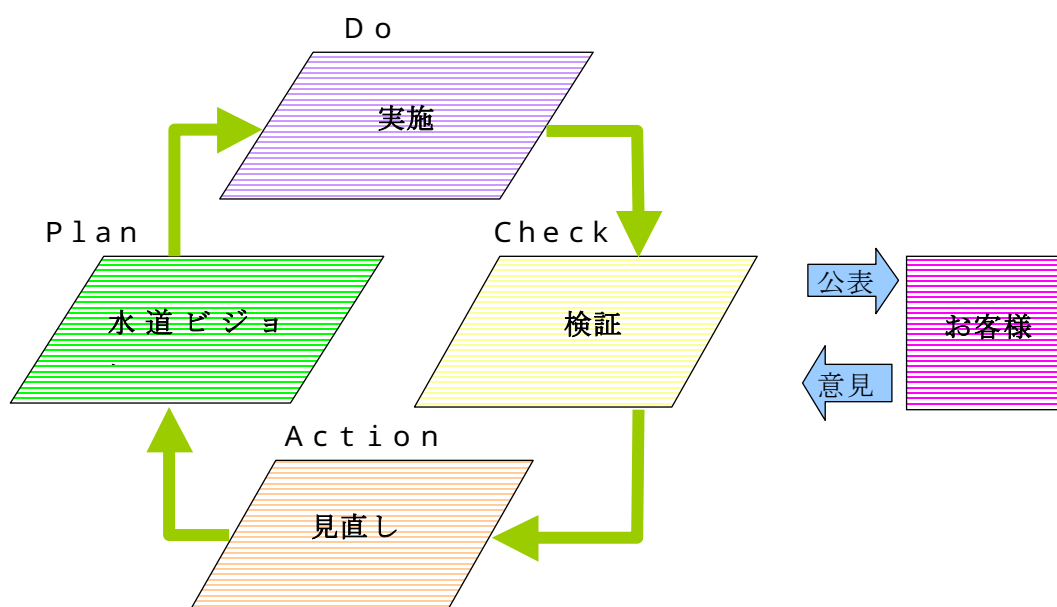 Do
実施
Plan
Check
水道ビジョ
検証
公表
お客様
意見
Action
見直し